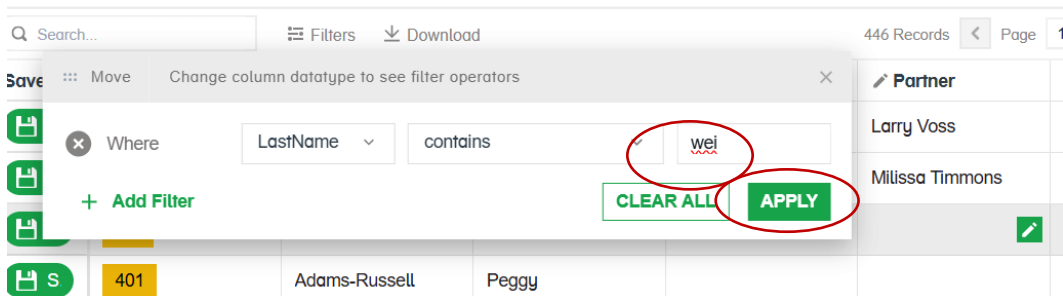 Search... Filters Download 446 Records Page 1
Save Move Change column datatype to see filter operators Partner
Where LastName contains wei Larry Voss
Milissa Timmons
Add Filter CLEAR ALL APPLY
S 401 Adams-Russell Peggy